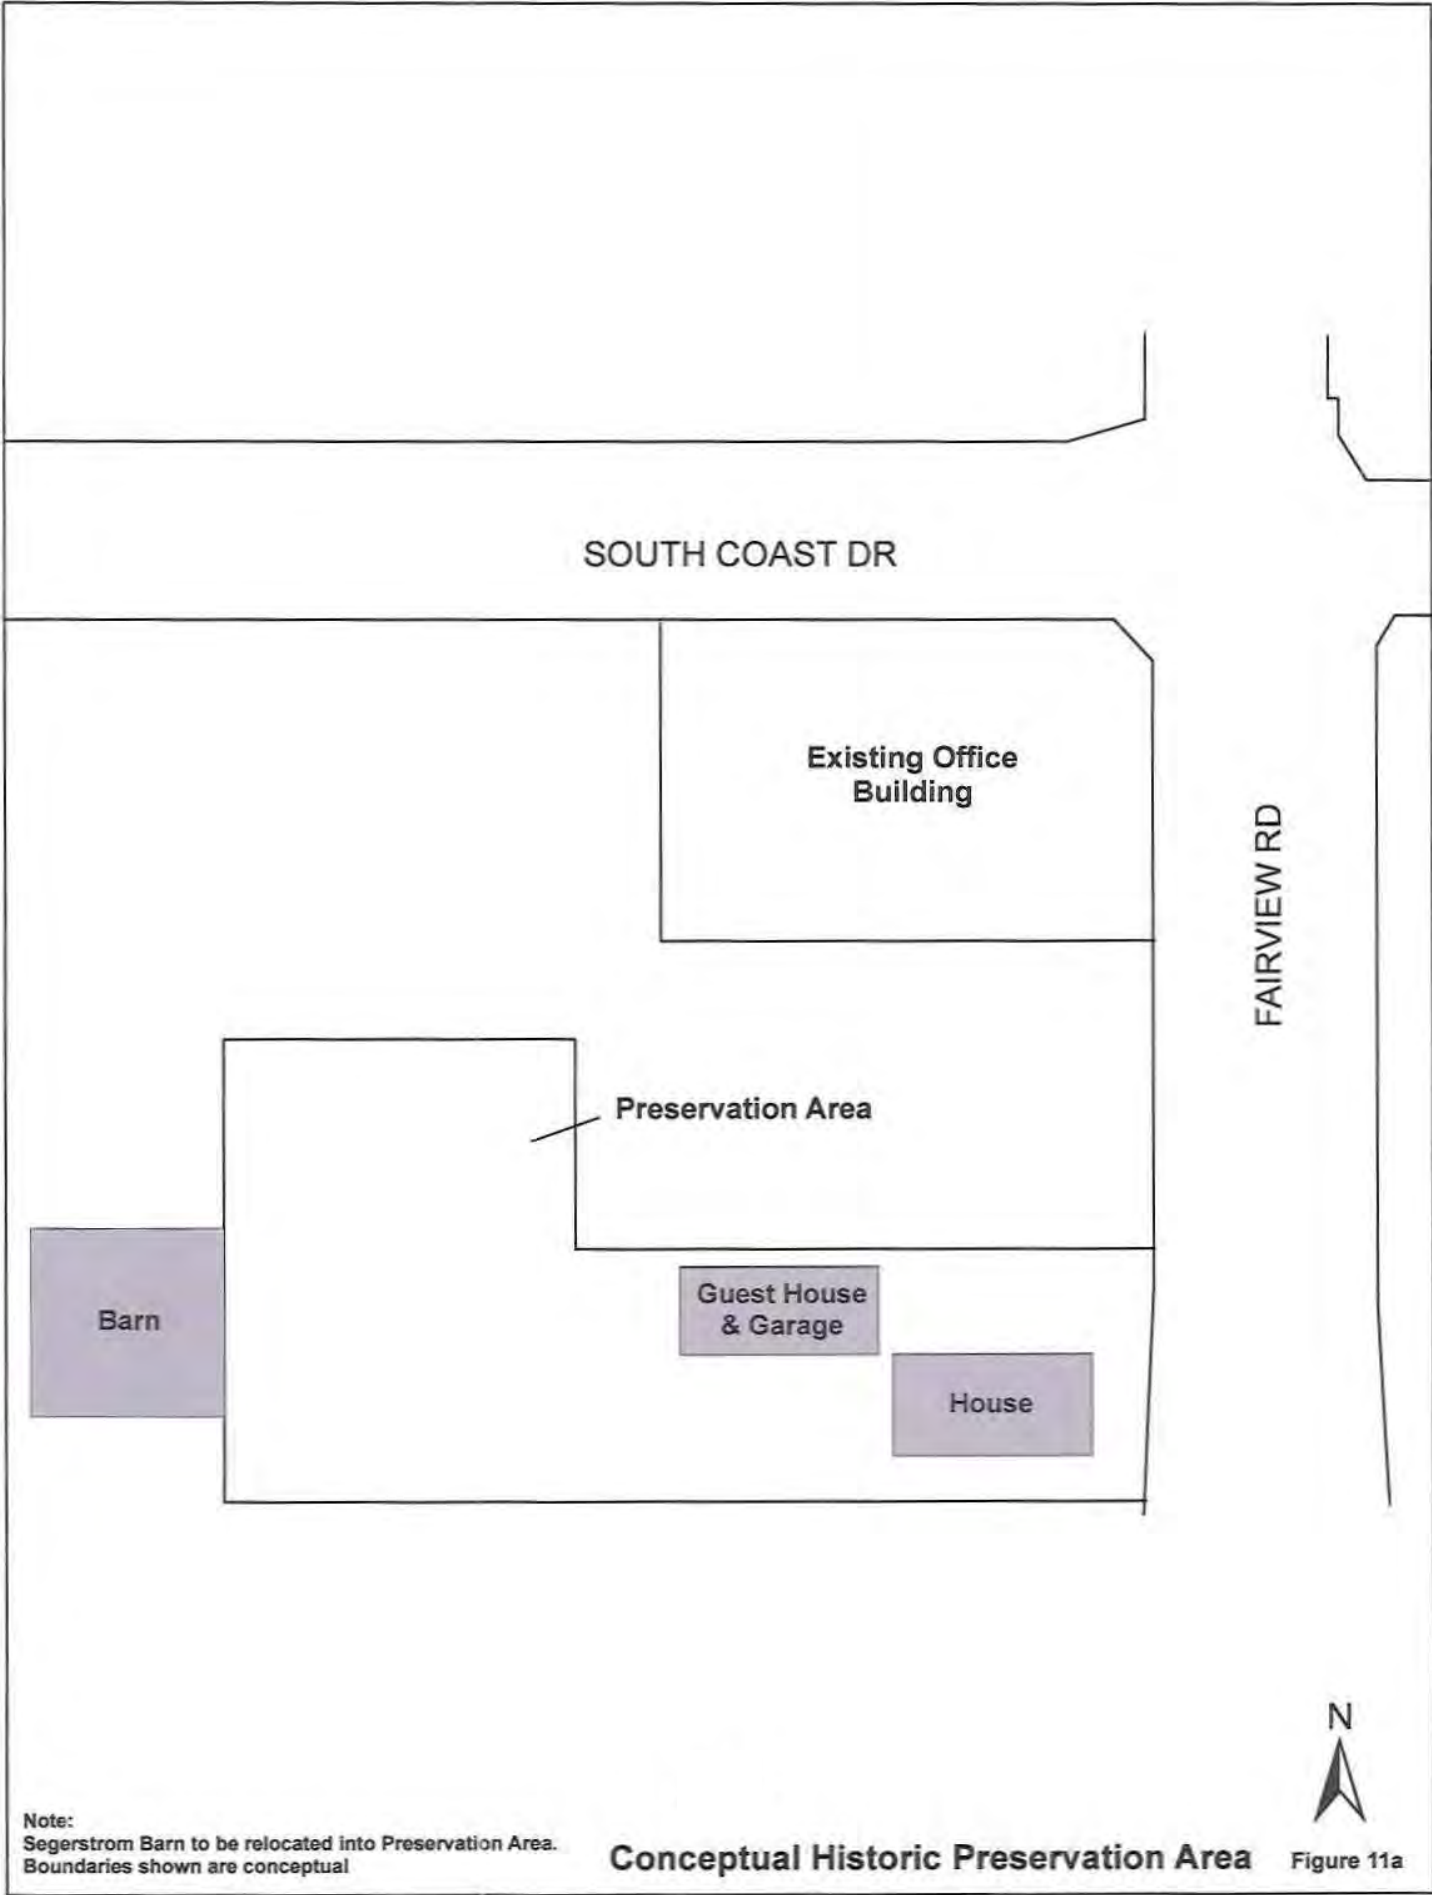 SOUTH COAST DR
Existing Office
Building
FAIRVIEW RD
Preservation Area
Guest House
& Garage
Barn
House
N
Note:
Segerstrom Barn to be relocated into Preservation Area.
Boundaries shown are conceptual
Conceptual Historic Preservation Area
Figure 11a